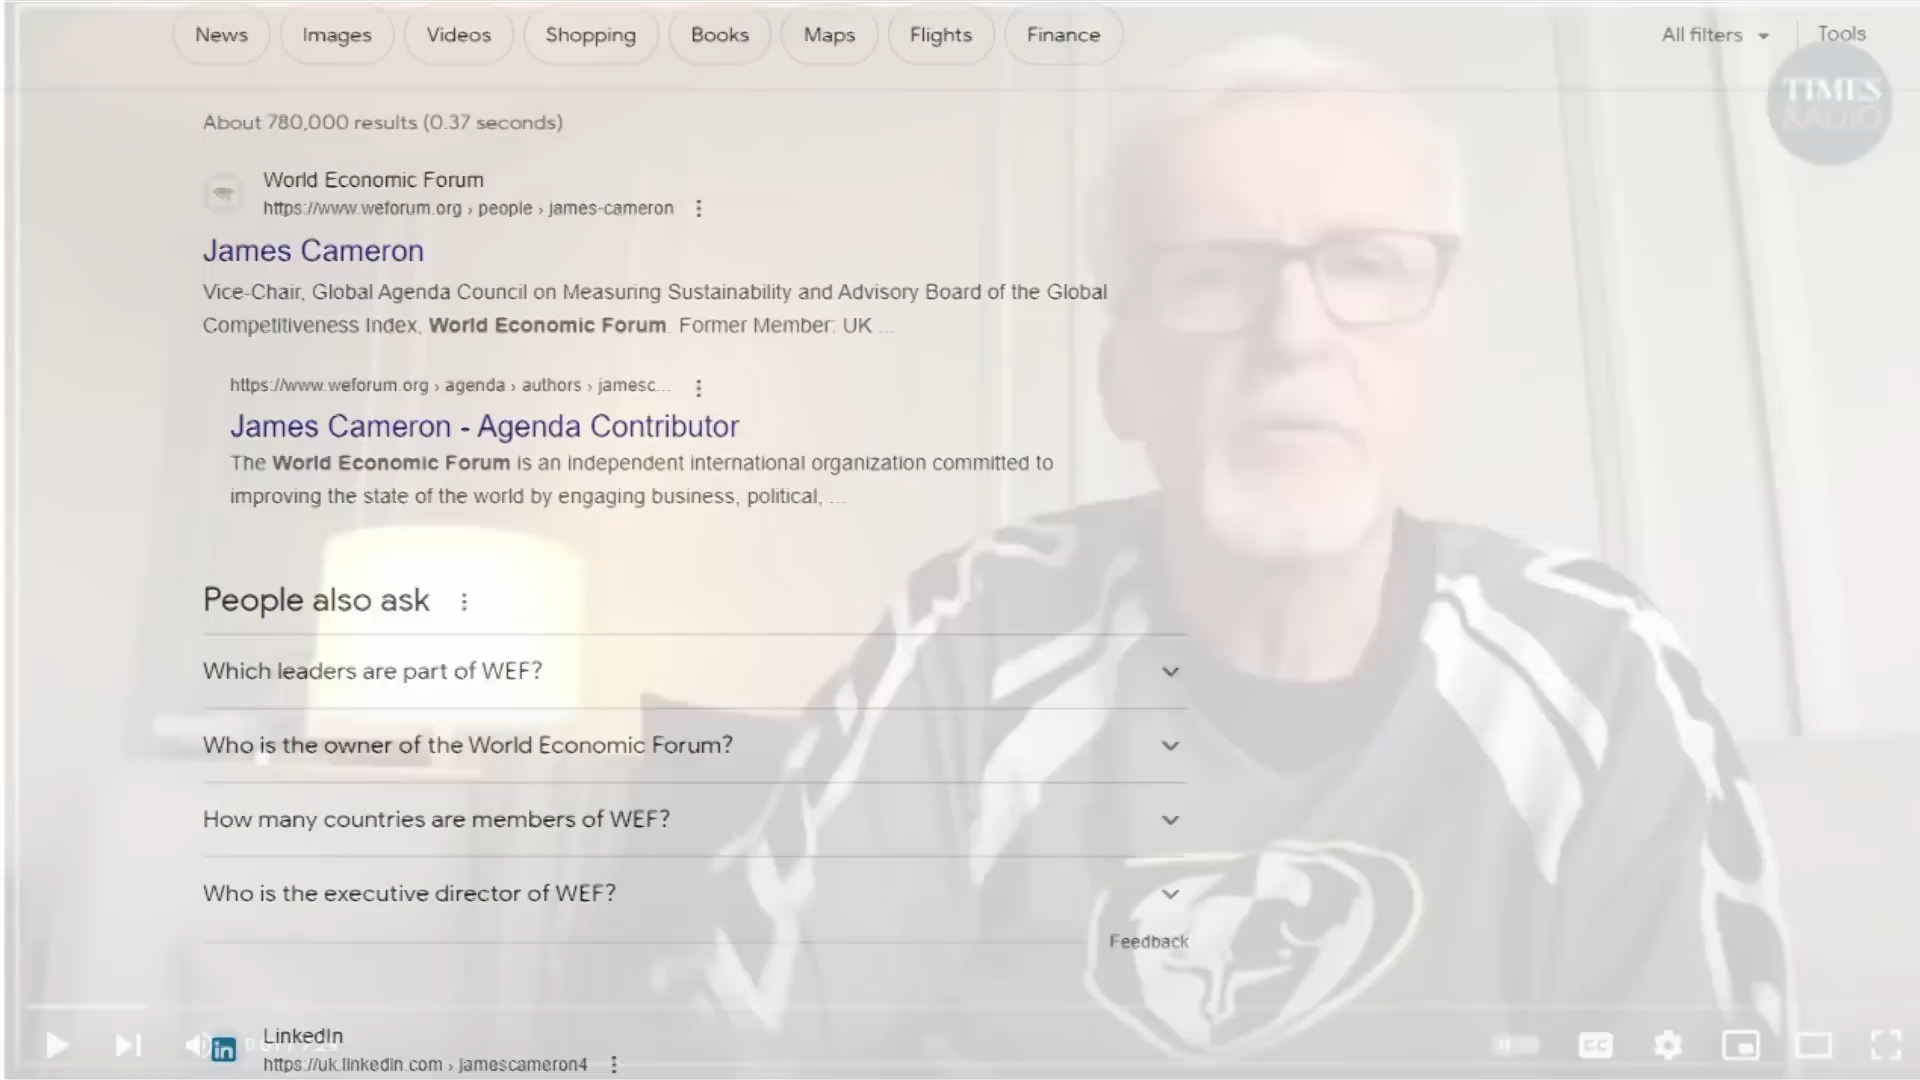 News Images Videos Shopping Books Maps Flights Finance All filters Tools
TIMES
RADIO
About 780,000 results (0.37 seconds)
World Economic Forum
https://www.weforum.org › people › james-cameron
James Cameron
Vice-Chair, Global Agenda Council on Measuring Sustainability and Advisory Board of the Global
Competitiveness Index, World Economic Forum. Former Member: UK ...
https://www.weforum.org › agenda › authors › jamesc...
James Cameron - Agenda Contributor
The World Economic Forum is an independent international organization committed to
improving the state of the world by engaging business, political, ...
People also ask
Which leaders are part of WEF?
Who is the owner of the World Economic Forum?
How many countries are members of WEF?
Who is the executive director of WEF?
Feedback
in
LinkedIn
https://uk.linkedin.com › jamescameron4
CC